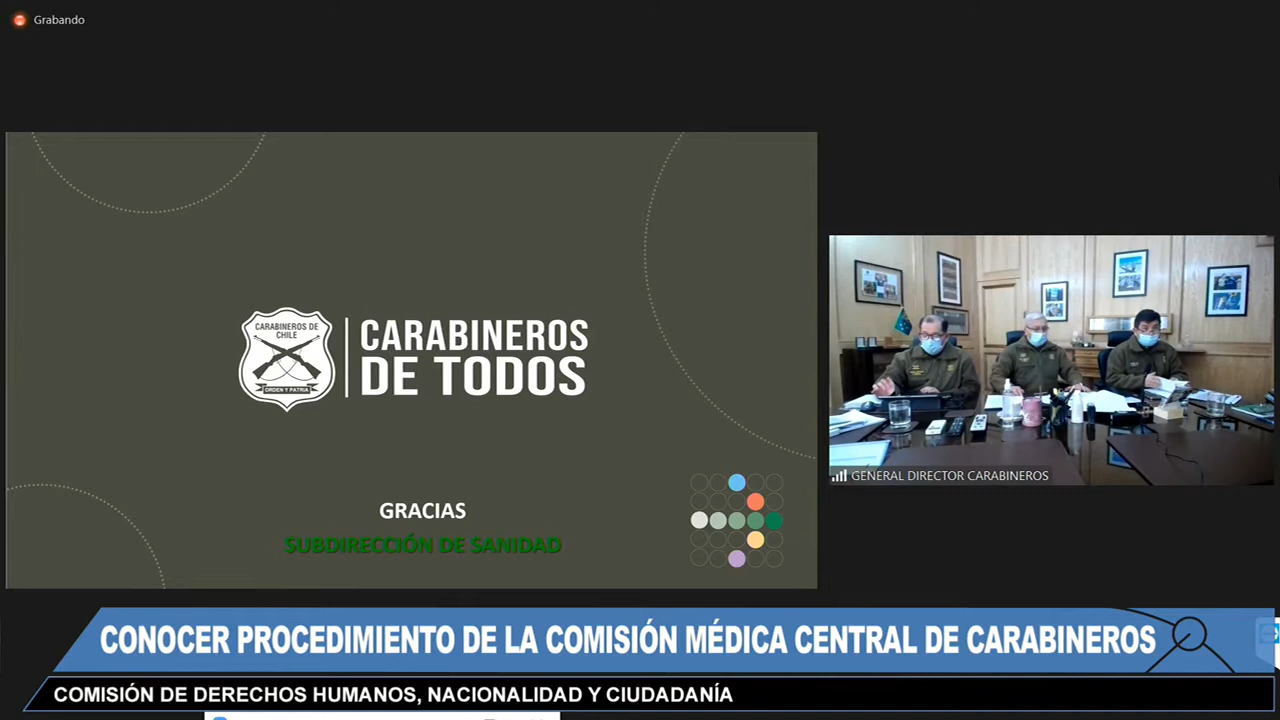 Grabando
CARABINEROS DE
CHILE
ORDEN Y PATRIA
CARABINEROS
DE TODOS
GRACIAS
SUBDIRECCIÓN DE SANIDAD
GENERAL DIRECTOR CARABINEROS
CONOCER PROCEDIMIENTO DE LA COMISIÓN MÉDICA CENTRAL DE CARABINEROS
COMISIÓN DE DERECHOS HUMANOS, NACIONALIDAD Y CIUDADANÍA